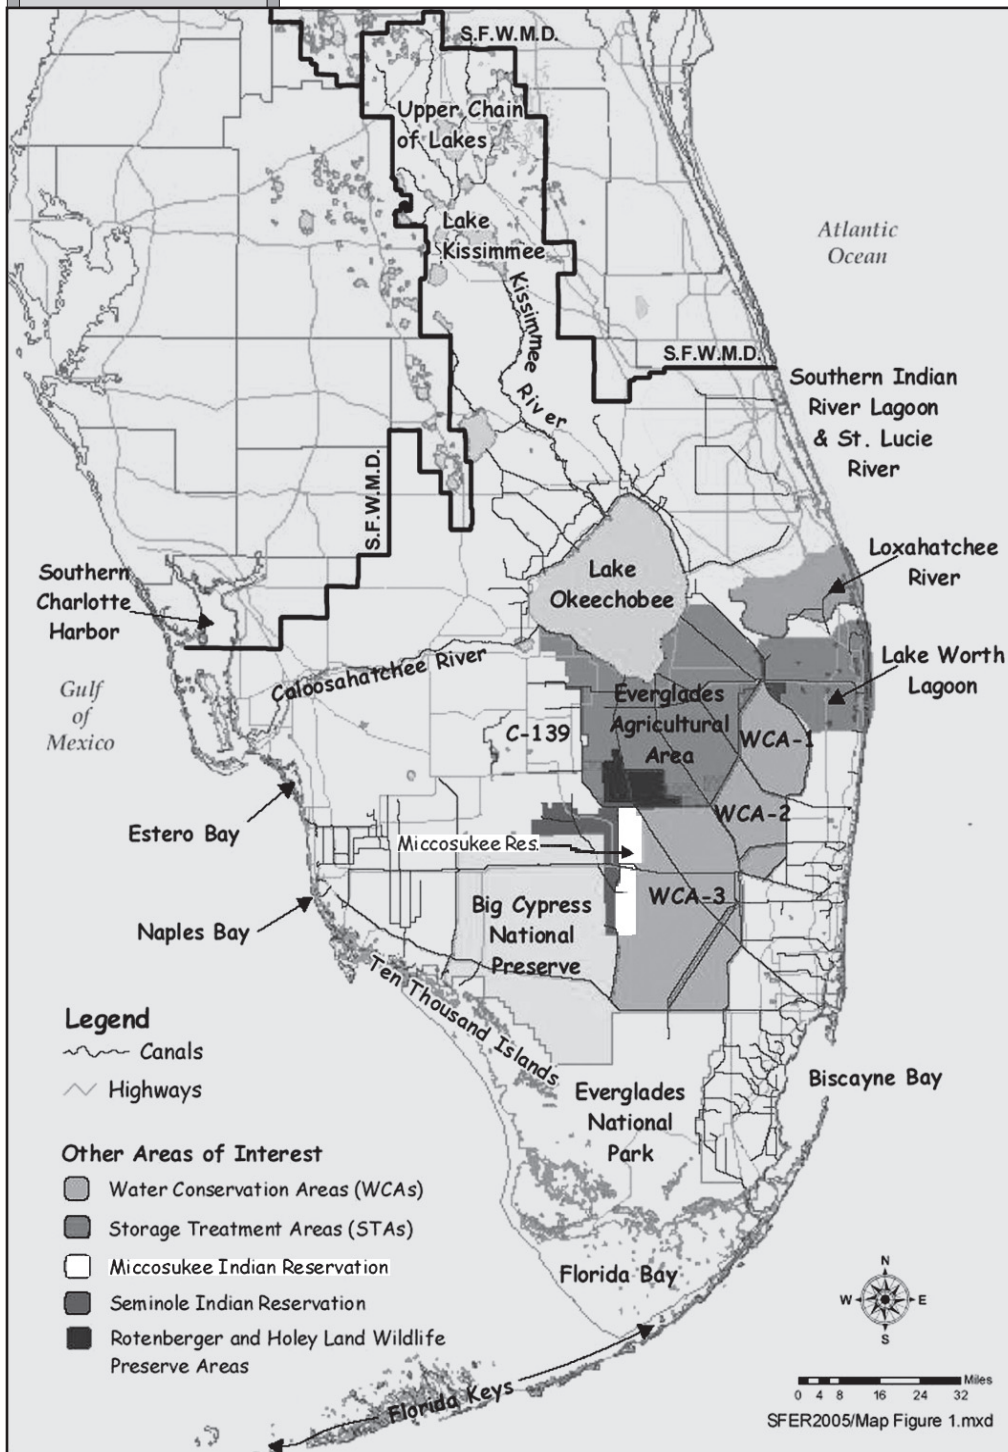 S.F.W.M.D.
Upper Chain
of Lakes
Lake
Kissimmee
Atlantic
Ocean
Kissimmee River
S.F.W.M.D.
Southern Indian
River Lagoon
& St. Lucie
River
S.F.W.M.D.
Loxahatchee
River
Lake
Okeechobee
Southern
Charlotte
Harbor
Caloosahatchee River
Lake Worth
Lagoon
Gulf
of
Mexico
Everglades
Agricultural
Area
C-139
WCA-1
Estero Bay
WCA-2
Miccosukee Res.
WCA-3
Naples Bay
Big Cypress
National
Preserve
Ten Thousand Islands
Legend
Canals
Highways
Everglades
National
Park
Biscayne Bay
Other Areas of Interest
Water Conservation Areas (WCAs)
Storage Treatment Areas (STAs)
Miccosukee Indian Reservation
Seminole Indian Reservation
Rotenberger and Holey Land Wildlife
Preserve Areas
Florida Bay
N
W E
S
Florida Keys
Miles
0 4 8 16 24 32
SFER2005/Map Figure 1.mxd